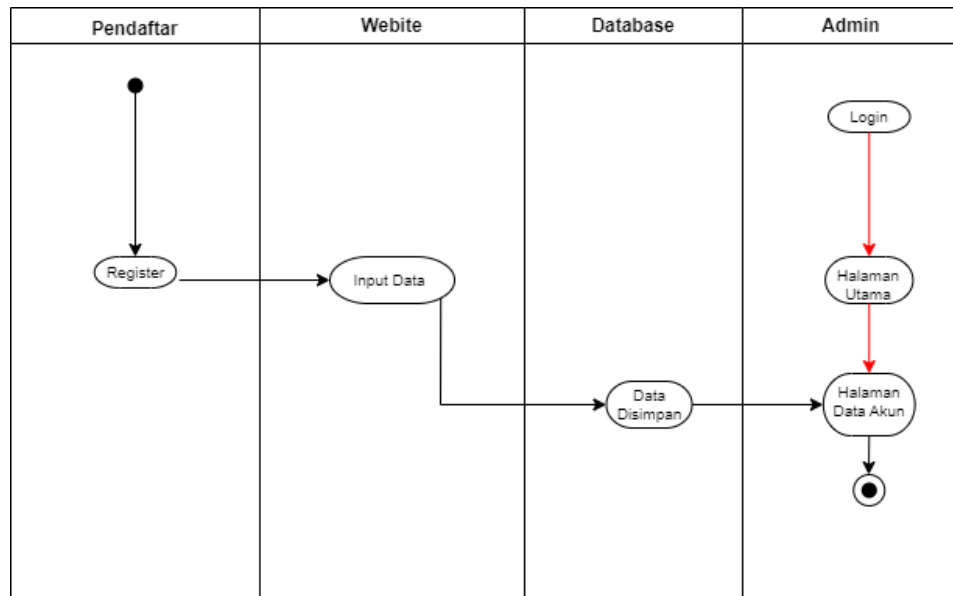 Pendaftar
Webite
Database
Admin
Login
Register
Input Data
Halaman
Utama
Data
Disimpan
Halaman
Data Akun